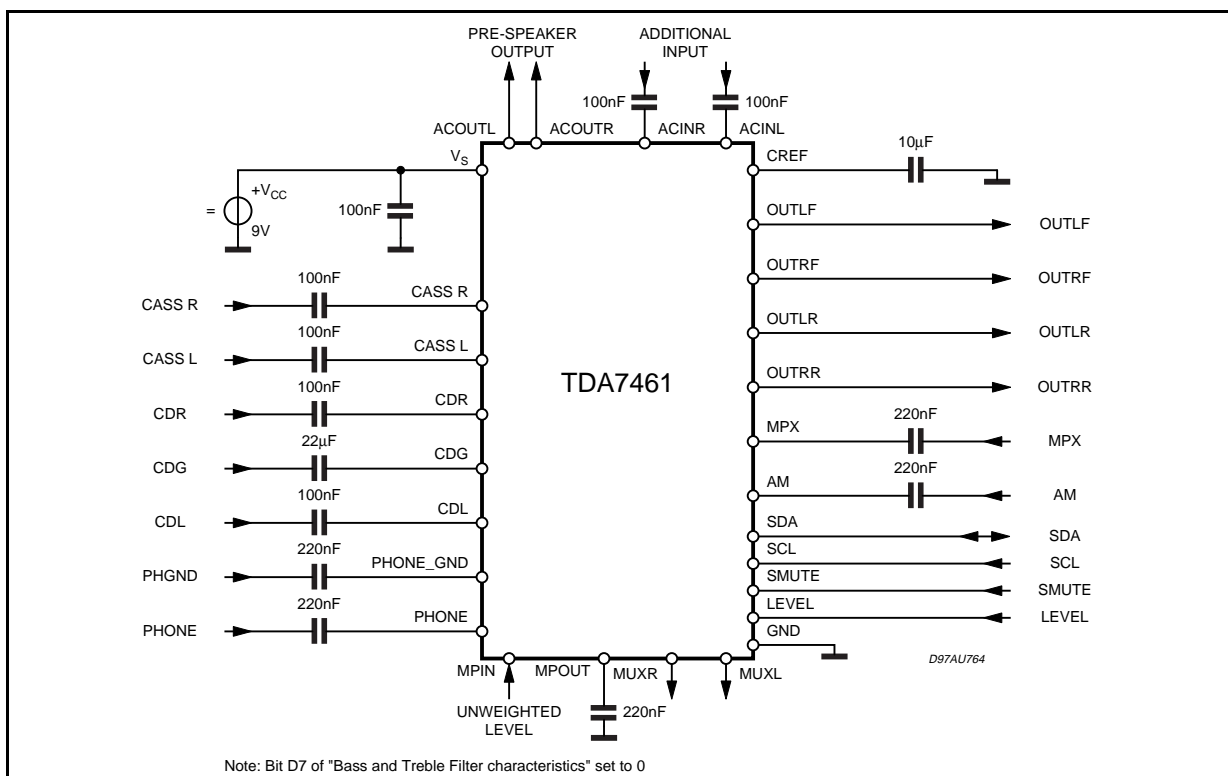 PRE-SPEAKER
OUTPUT
ADDITIONAL
INPUT
100nF
100nF
ACOUTL
ACOUTR
ACINR
ACINL
VS
CREF
10μF
+VCC
=
9V
100nF
OUTLF
OUTLF
OUTRF
OUTRF
CASS R
100nF
CASS R
OUTLR
OUTLR
CASS L
100nF
CASS L
TDA7461
OUTRR
OUTRR
CDR
100nF
CDR
MPX
220nF
MPX
CDG
22μF
CDG
AM
220nF
AM
CDL
100nF
CDL
SDA
SDA
SCL
SCL
PHGND
220nF
PHONE_GND
SMUTE
SMUTE
LEVEL
LEVEL
PHONE
220nF
PHONE
GND
D97AU764
MPIN
MPOUT
MUXR
MUXL
UNWEIGHTED
LEVEL
220nF
Note: Bit D7 of "Bass and Treble Filter characteristics" set to 0